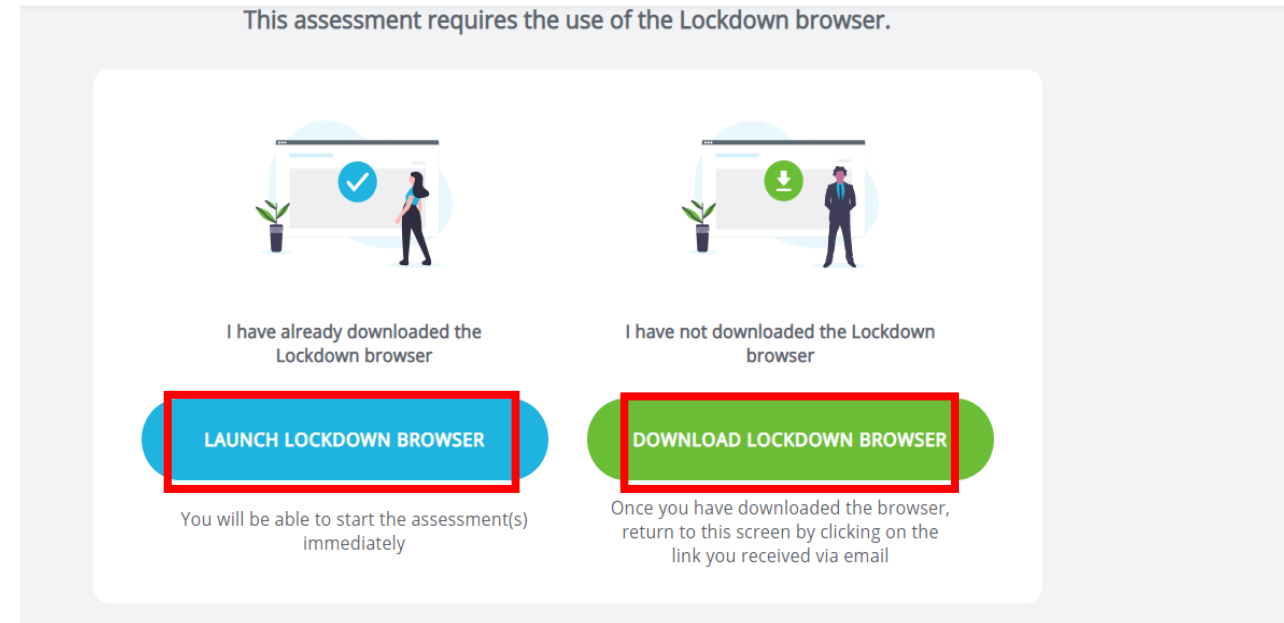 This assessment requires the use of the Lockdown browser.
I have already downloaded the
Lockdown browser
LAUNCH LOCKDOWN BROWSER
You will be able to start the assessment(s)
immediately
I have not downloaded the Lockdown
browser
DOWNLOAD LOCKDOWN BROWSER
Once you have downloaded the browser,
return to this screen by clicking on the
link you received via email